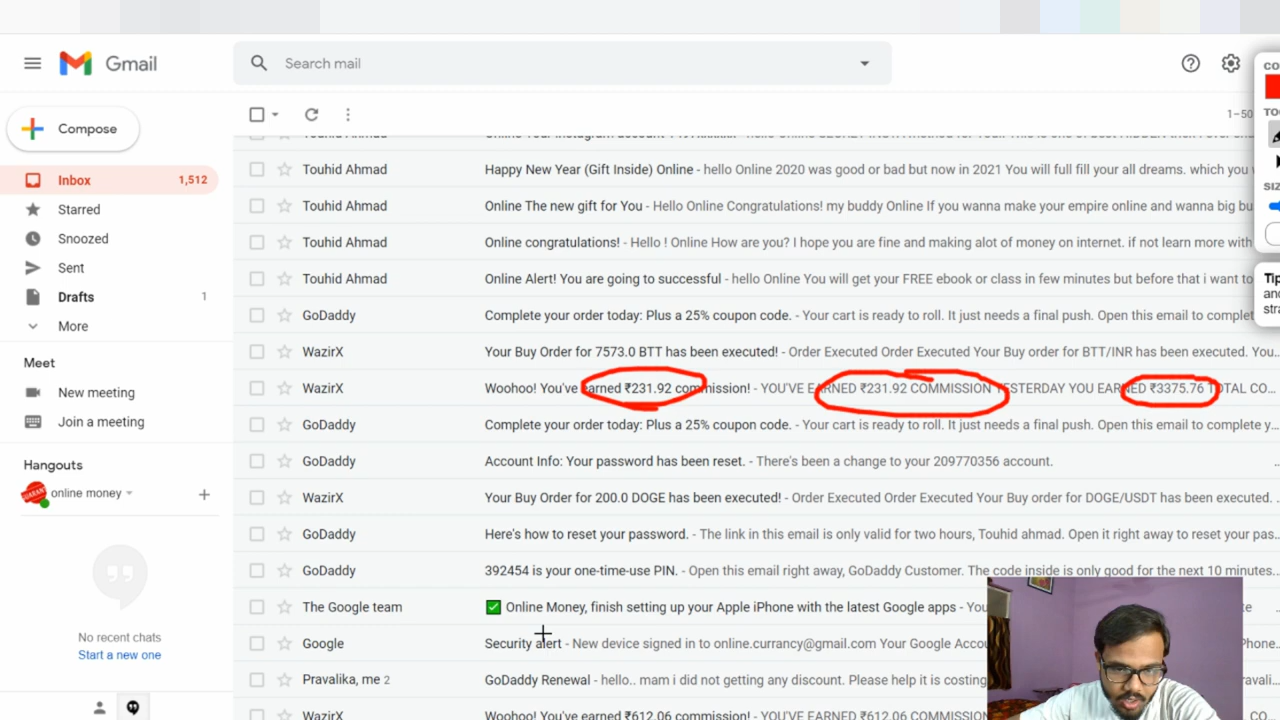 Gmail
Search mail
Compose
1–50
Inbox 1,512
Starred
Snoozed
Sent
Drafts 1
More
Meet
New meeting
Join a meeting
Hangouts
online money
No recent chats
Start a new one
Touhid Ahmad Happy New Year (Gift Inside) Online - hello Online 2020 was good or bad but now in 2021 You will full fill your all dreams. which you
Touhid Ahmad Online The new gift for You - Hello Online Congratulations! my buddy Online If you wanna make your empire online and wanna big bu
Touhid Ahmad Online congratulations! - Hello ! Online How are you? I hope you are fine and making alot of money on internet. if not learn more with
Touhid Ahmad Online Alert! You are going to successful - hello Online You will get your FREE ebook or class in few minutes but before that i want to
GoDaddy Complete your order today: Plus a 25% coupon code. - Your cart is ready to roll. It just needs a final push. Open this email to complet
WazirX Your Buy Order for 7573.0 BTT has been executed! - Order Executed Order Executed Your Buy order for BTT/INR has been executed. You...
WazirX Woohoo! You've earned ₹231.92 commission! - YOU'VE EARNED ₹231.92 COMMISSION YESTERDAY YOU EARNED ₹3375.76 TOTAL CO...
GoDaddy Complete your order today: Plus a 25% coupon code. - Your cart is ready to roll. It just needs a final push. Open this email to complete y...
GoDaddy Account Info: Your password has been reset. - There's been a change to your 209770356 account. ..
WazirX Your Buy Order for 200.0 DOGE has been executed! - Order Executed Order Executed Your Buy order for DOGE/USDT has been executed. ..
GoDaddy Here's how to reset your password. - The link in this email is only valid for two hours, Touhid ahmad. Open it right away to reset your pas...
GoDaddy 392454 is your one-time-use PIN. - Open this email right away, GoDaddy Customer. The code inside is only good for the next 10 minutes...
The Google team Online Money, finish setting up your Apple iPhone with the latest Google apps - You
Google Security alert - New device signed in to online.currancy@gmail.com Your Google Accou Phone...
Pravalika, me 2 GoDaddy Renewal - hello.. mam i did not getting any discount. Please help it is costing ravali...
WazirX Woohoo! You've earned ₹612.06 commission! - YOU'VE EARNED ₹612.06 COMMISSION CO...
CO
TOO
SIZ
Tip
and
stra